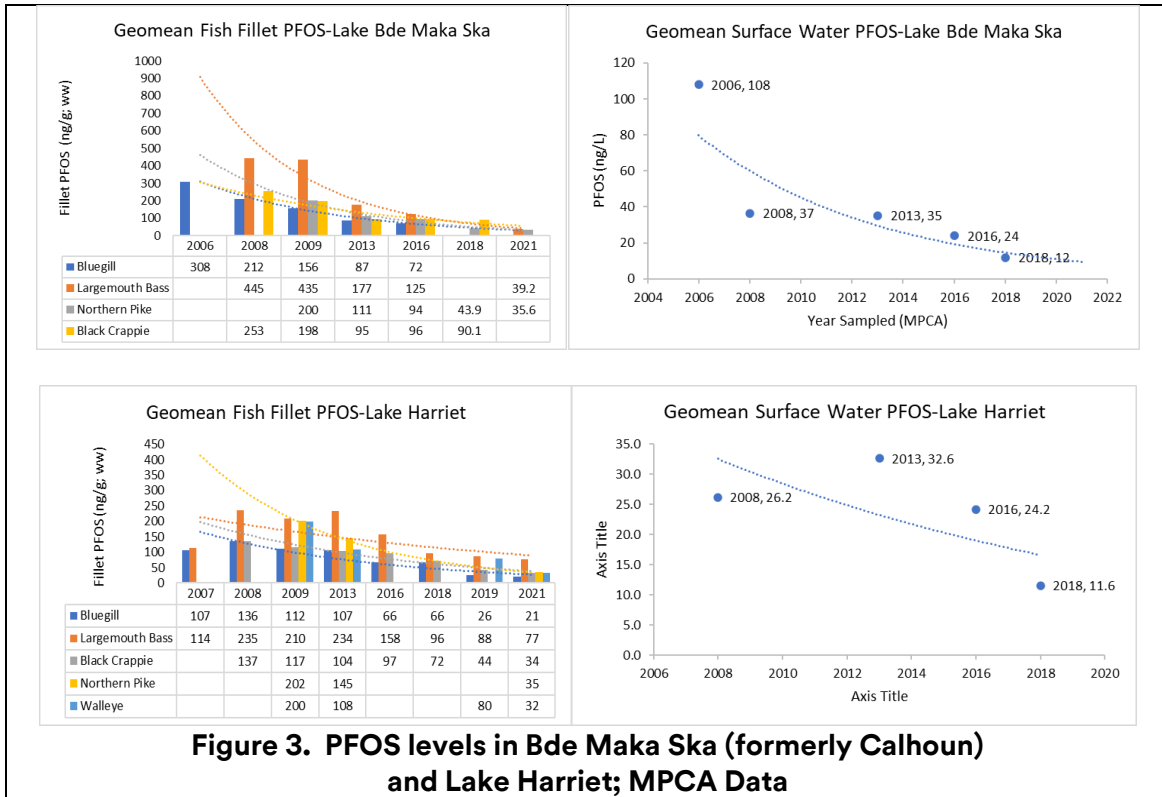 Geomean Fish Fillet PFOS-Lake Bde Maka Ska
Fillet PFOS (ng/g; ww)
1000
900
800
700
600
500
400
300
200
100
0
2006 2008 2009 2013 2016 2018 2021
Bluegill 308 212 156 87 72
Largemouth Bass 445 435 177 125 39.2
Northern Pike 200 111 94 43.9 35.6
Black Crappie 253 198 95 96 90.1
Geomean Surface Water PFOS-Lake Bde Maka Ska
PFOS (ng/L)
120
100
80
60
40
20
0
2006, 108
2008, 37
2013, 35
2016, 24
2018, 12
2004 2006 2008 2010 2012 2014 2016 2018 2020 2022
Year Sampled (MPCA)
Geomean Fish Fillet PFOS-Lake Harriet
Fillet PFOS (ng/g; ww)
450
400
350
300
250
200
150
100
50
0
2007 2008 2009 2013 2016 2018 2019 2021
Bluegill 107 136 112 107 66 66 26 21
Largemouth Bass 114 235 210 234 158 96 88 77
Black Crappie 137 117 104 97 72 44 34
Northern Pike 202 145 35
Walleye 200 108 80 32
Geomean Surface Water PFOS-Lake Harriet
Axis Title
35.0
30.0
25.0
20.0
15.0
10.0
5.0
0.0
2008, 26.2
2013, 32.6
2016, 24.2
2018, 11.6
2006 2008 2010 2012 2014 2016 2018 2020
Axis Title
Figure 3. PFOS levels in Bde Maka Ska (formerly Calhoun)
and Lake Harriet; MPCA Data